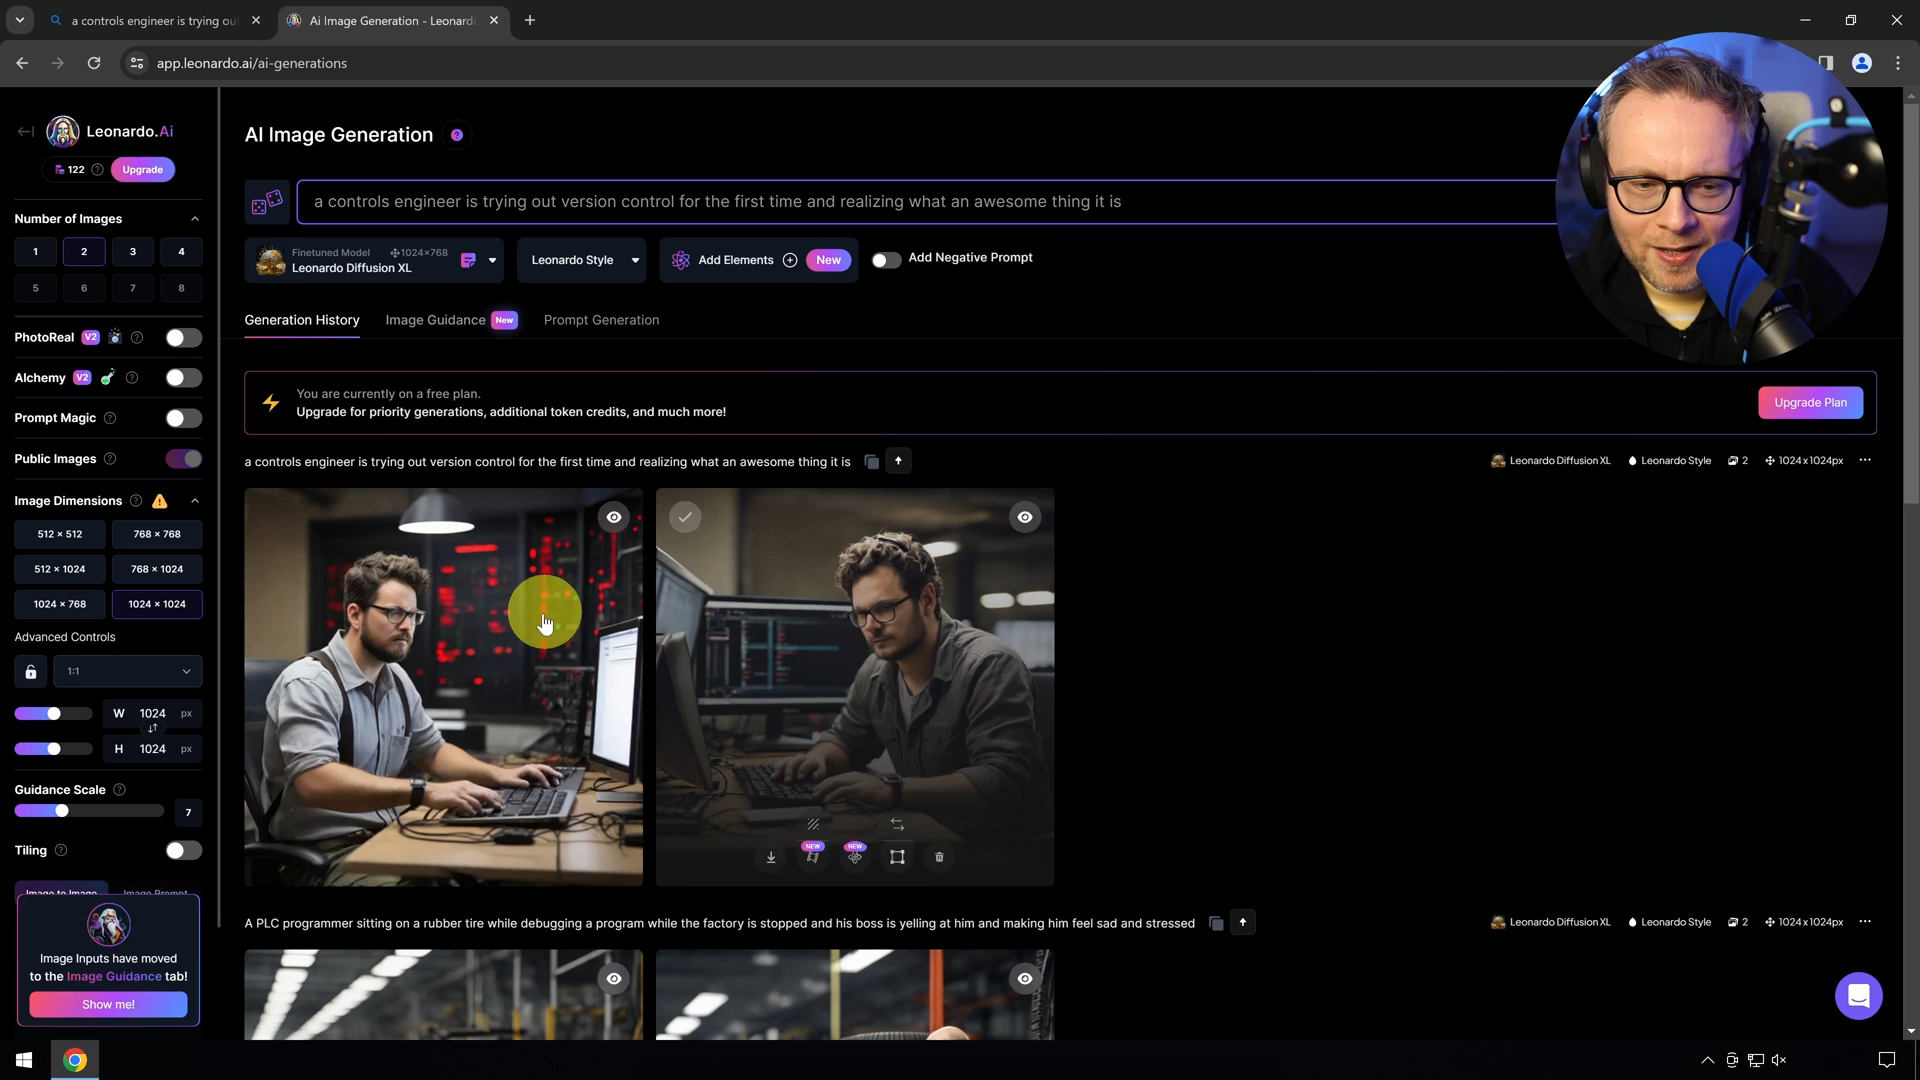 a controls engineer is trying ou
Ai Image Generation - Leonard
app.leonardo.ai/ai-generations
Leonardo.Ai
122
Upgrade
Number of Images
1
2
3
4
5
6
7
8
PhotoReal V2
Alchemy V2
Prompt Magic
Public Images
Image Dimensions
512 × 512
768 × 768
512 × 1024
768 × 1024
1024 × 768
1024 × 1024
Advanced Controls
1:1
W 1024 px
H 1024 px
Guidance Scale
7
Tiling
Image to Image
Image Prompt
Image Inputs have moved
to the Image Guidance tab!
Show me!
AI Image Generation
a controls engineer is trying out version control for the first time and realizing what an awesome thing it is
Finetuned Model 1024×768
Leonardo Diffusion XL
Leonardo Style
Add Elements
New
Add Negative Prompt
Generation History
Image Guidance New
Prompt Generation
You are currently on a free plan.
Upgrade for priority generations, additional token credits, and much more!
Upgrade Plan
a controls engineer is trying out version control for the first time and realizing what an awesome thing it is
Leonardo Diffusion XL
Leonardo Style
2
1024x1024px
NEW
NEW
A PLC programmer sitting on a rubber tire while debugging a program while the factory is stopped and his boss is yelling at him and making him feel sad and stressed
Leonardo Diffusion XL
Leonardo Style
2
1024x1024px